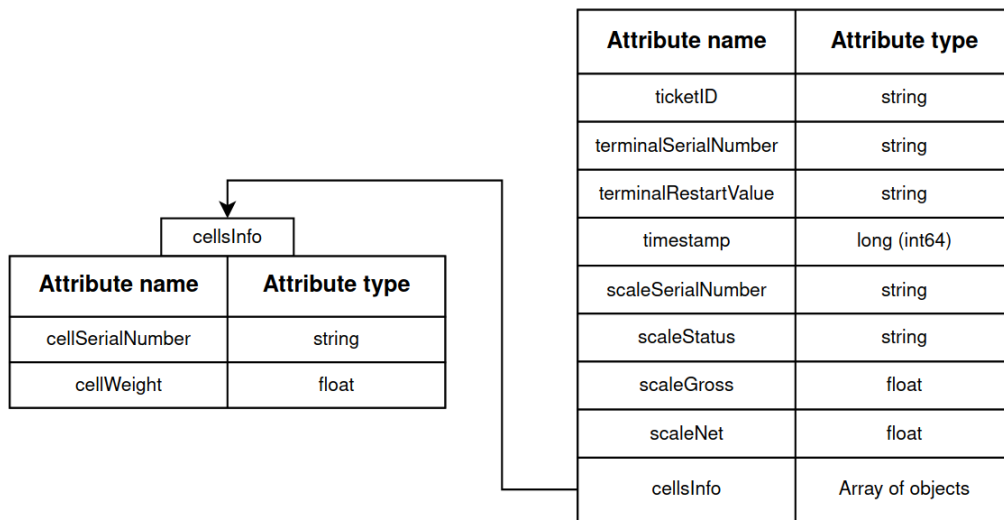 Attribute name Attribute type
ticketID string
terminalSerialNumber string
terminalRestartValue string
timestamp long (int64)
scaleSerialNumber string
scaleStatus string
scaleGross float
scaleNet float
cellsInfo Array of objects
cellsInfo
Attribute name Attribute type
cellSerialNumber string
cellWeight float